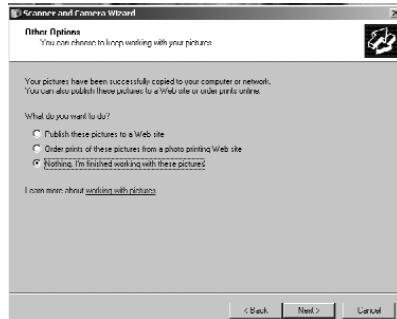 Scanner and Camera Wizard
Other Options
You can choose to keep working with your pictures
Your pictures have been successfully copied to your computer or network.
You can also publish these pictures to a Web site or order prints online.
What do you want to do?
Publish these pictures to a Web site
Order prints of these pictures from a photo printing Web site
Nothing. I'm finished working with these pictures
Learn more about working with pictures.
< Back Next > Cancel